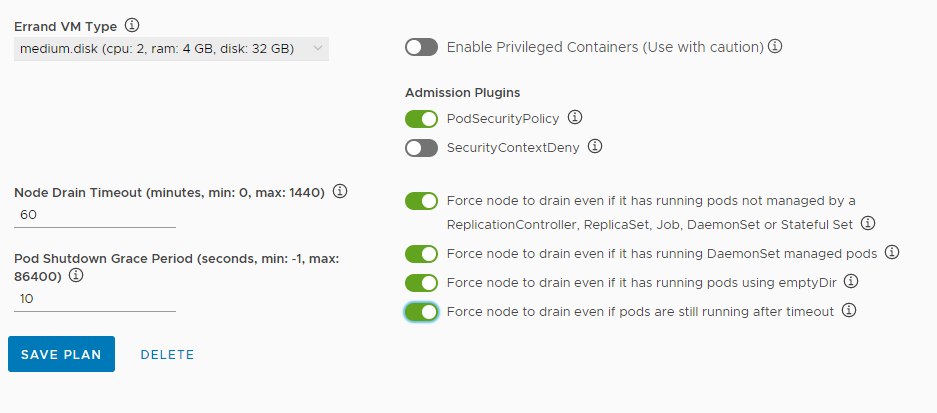 Errand VM Type
medium.disk (cpu: 2, ram: 4 GB, disk: 32 GB)
Enable Privileged Containers (Use with caution)
Admission Plugins
PodSecurityPolicy
SecurityContextDeny
Node Drain Timeout (minutes, min: 0, max: 1440)
60
Force node to drain even if it has running pods not managed by a
ReplicationController, ReplicaSet, Job, DaemonSet or Stateful Set
Pod Shutdown Grace Period (seconds, min: -1, max:
86400)
10
Force node to drain even if it has running DaemonSet managed pods
Force node to drain even if it has running pods using emptyDir
Force node to drain even if pods are still running after timeout
SAVE PLAN
DELETE